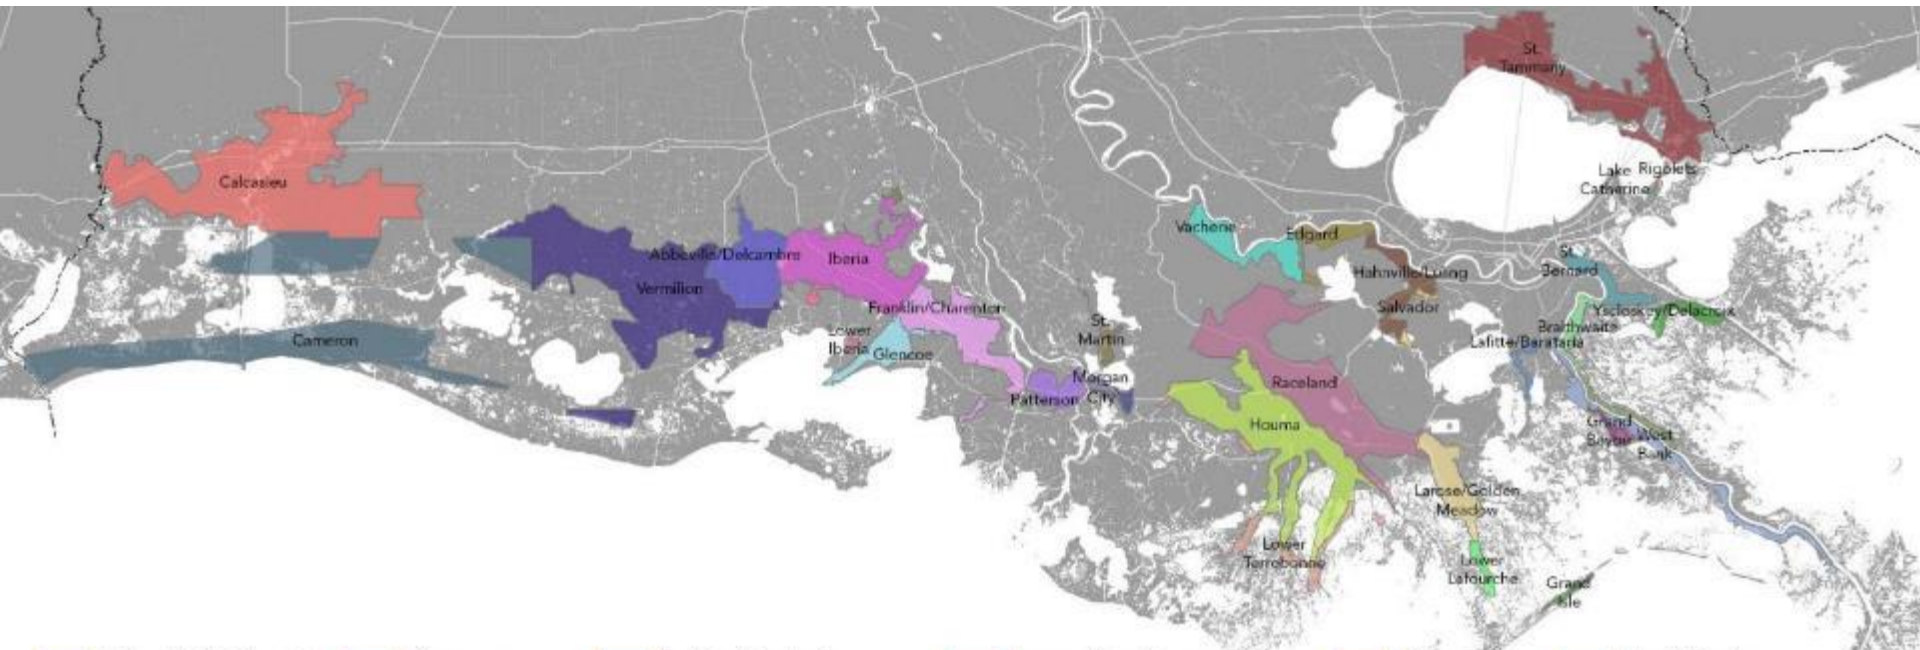 St.
Tammany
Calcasieu
Lake Rigolets
Catherine
Vacherie
Edgard
Abbeville/Delcambre
Iberia
St.
Bernard
Hahnville/Luling
Vermilion
Franklin/Charenton
Salvador
Yscloskey/Delacroix
Braithwaite
Lafitte/Barataria
Cameron
Lower
Iberia
Glencoe
St.
Martin
Morgan
City
Patterson
Raceland
Houma
Grand
Bayou
West
Bank
Larose/Golden
Meadow
Lower
Terrebonne
Lower
Lafourche
Grand
Isle